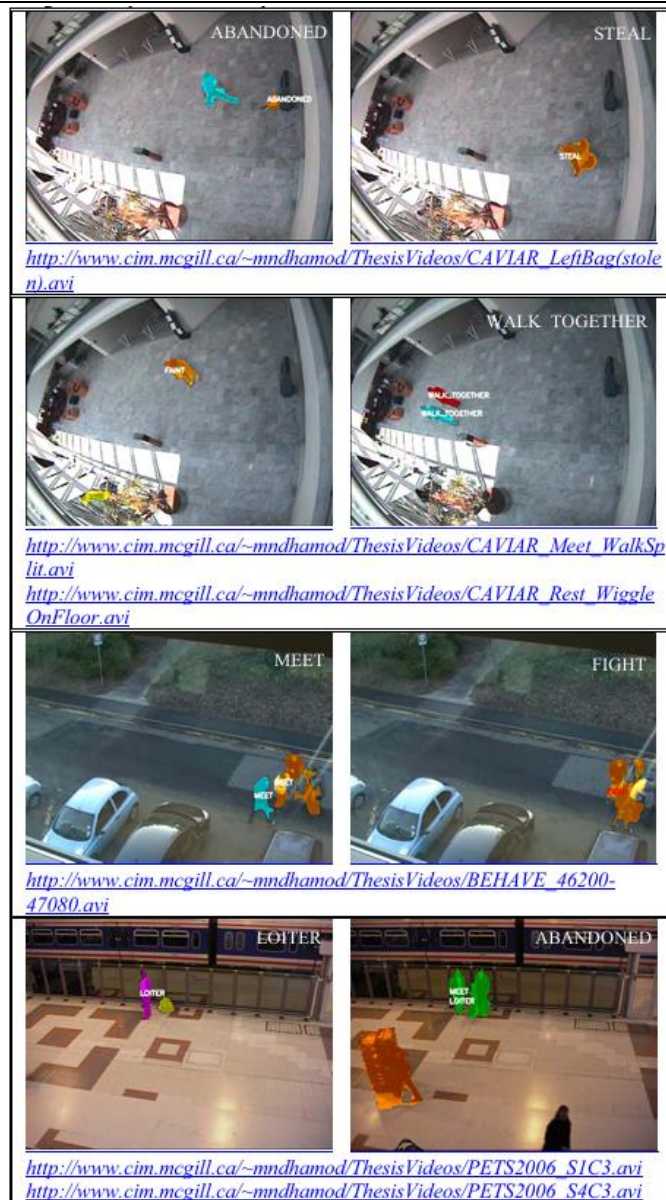 ABANDONED
ABANDONED
STEAL
STEAL
http://www.cim.mcgill.ca/~mndhamod/ThesisVideos/CAVIAR_LeftBag(stole
n).avi
FAINT
WALK TOGETHER
WALK_TOGETHER
WALK_TOGETHER
http://www.cim.mcgill.ca/~mndhamod/ThesisVideos/CAVIAR_Meet_WalkSp
lit.avi
http://www.cim.mcgill.ca/~mndhamod/ThesisVideos/CAVIAR_Rest_Wiggle
OnFloor.avi
MEET
MEET
MEET
FIGHT
http://www.cim.mcgill.ca/~mndhamod/ThesisVideos/BEHAVE_46200-
47080.avi
LOITER
LOITER
ABANDONED
MEET
LOITER
http://www.cim.mcgill.ca/~mndhamod/ThesisVideos/PETS2006_S1C3.avi
http://www.cim.mcgill.ca/~mndhamod/ThesisVideos/PETS2006_S4C3.avi